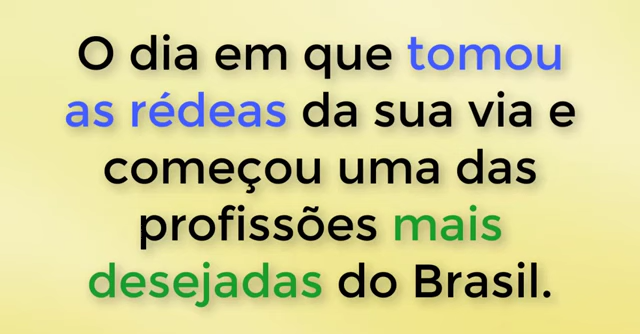 O dia em que tomou
as rédeas da sua via e
começou uma das
profissões mais
desejadas do Brasil.